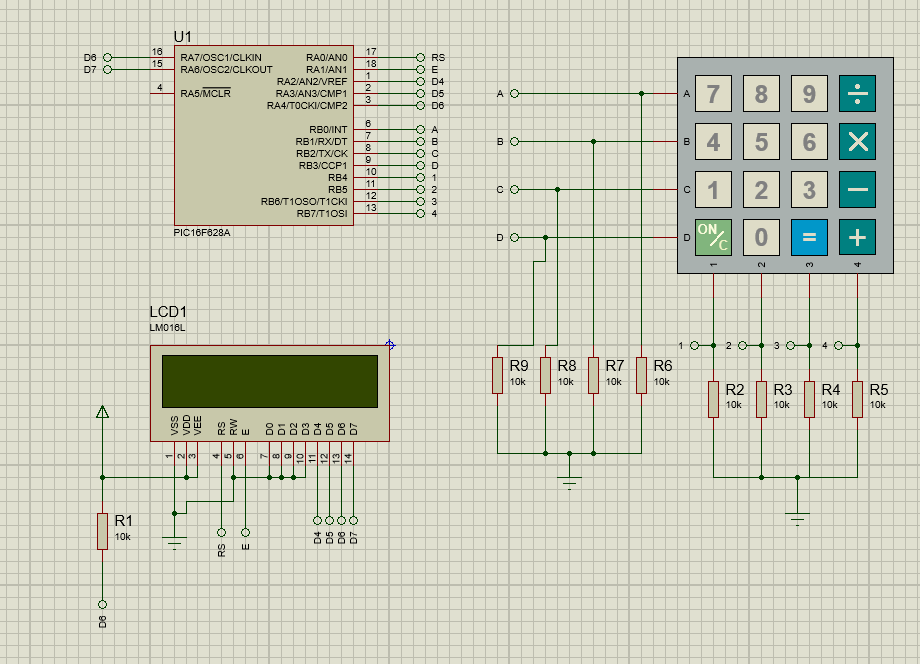 U1
D6 16 RA7/OSC1/CLKIN RA0/AN0 17 RS
D7 15 RA6/OSC2/CLKOUT RA1/AN1 18 E
RA2/AN2/VREF 1 D4
4 RA5/MCLR RA3/AN3/CMP1 2 D5
RA4/T0CKI/CMP2 3 D6
RB0/INT 6 A
RB1/RX/DT 7 B
RB2/TX/CK 8 C
RB3/CCP1 9 D
RB4 10 1
RB5 11 2
RB6/T1OSO/T1CKI 12 3
RB7/T1OSI 13 4
PIC16F628A
A A 7 8 9 ÷
B B 4 5 6 ×
C C 1 2 3 −
D D ON/C 0 = +
1 2 3 4
1 2 3 4
R9 R8 R7 R6
10k 10k 10k 10k
R2 R3 R4 R5
10k 10k 10k 10k
LCD1
LM016L
VSS VDD VEE RS RW E D0 D1 D2 D3 D4 D5 D6 D7
1 2 3 4 5 6 7 8 9 10 11 12 13 14
R1
10k
RS E D4 D5 D6 D7
D6